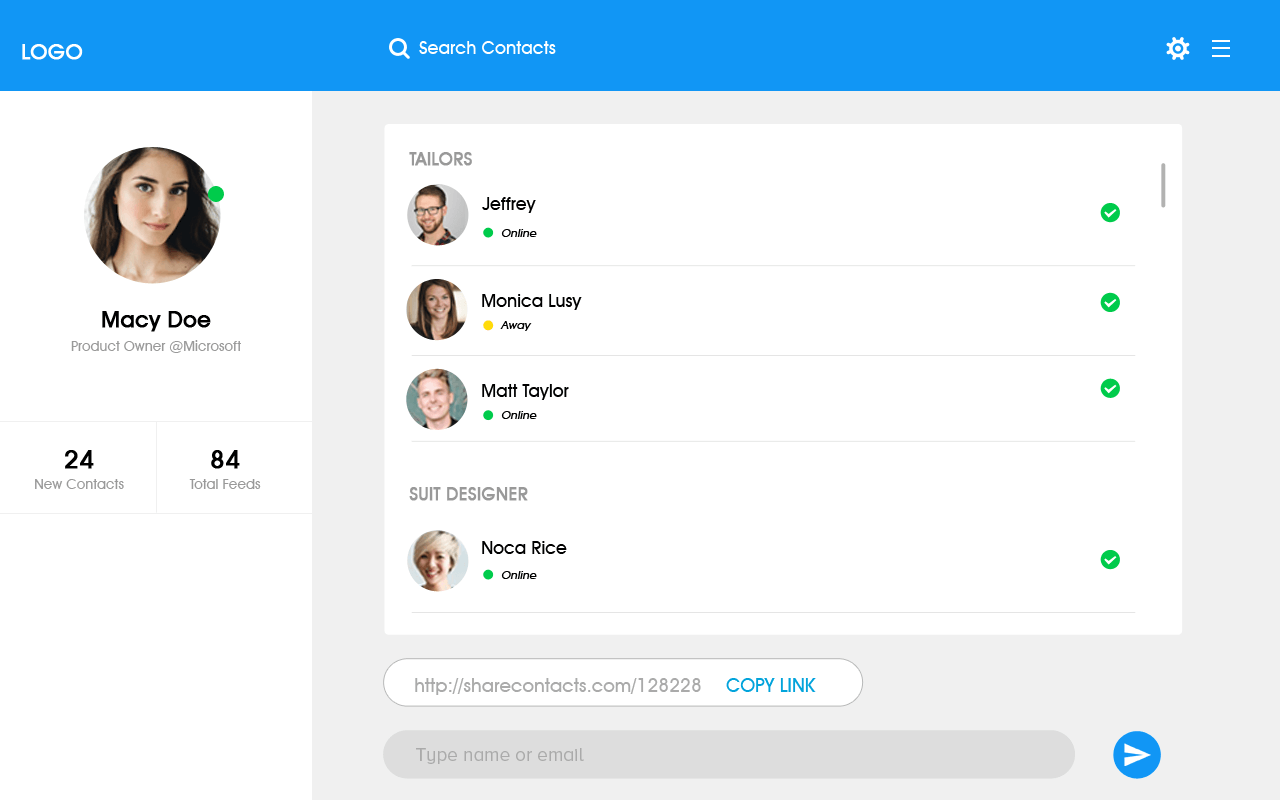 LOGO
Search Contacts
Macy Doe
Product Owner @Microsoft
24
New Contacts
84
Total Feeds
TAILORS
Jeffrey
Online
Monica Lusy
Away
Matt Taylor
Online
SUIT DESIGNER
Noca Rice
Online
http://sharecontacts.com/128228 COPY LINK
Type name or email